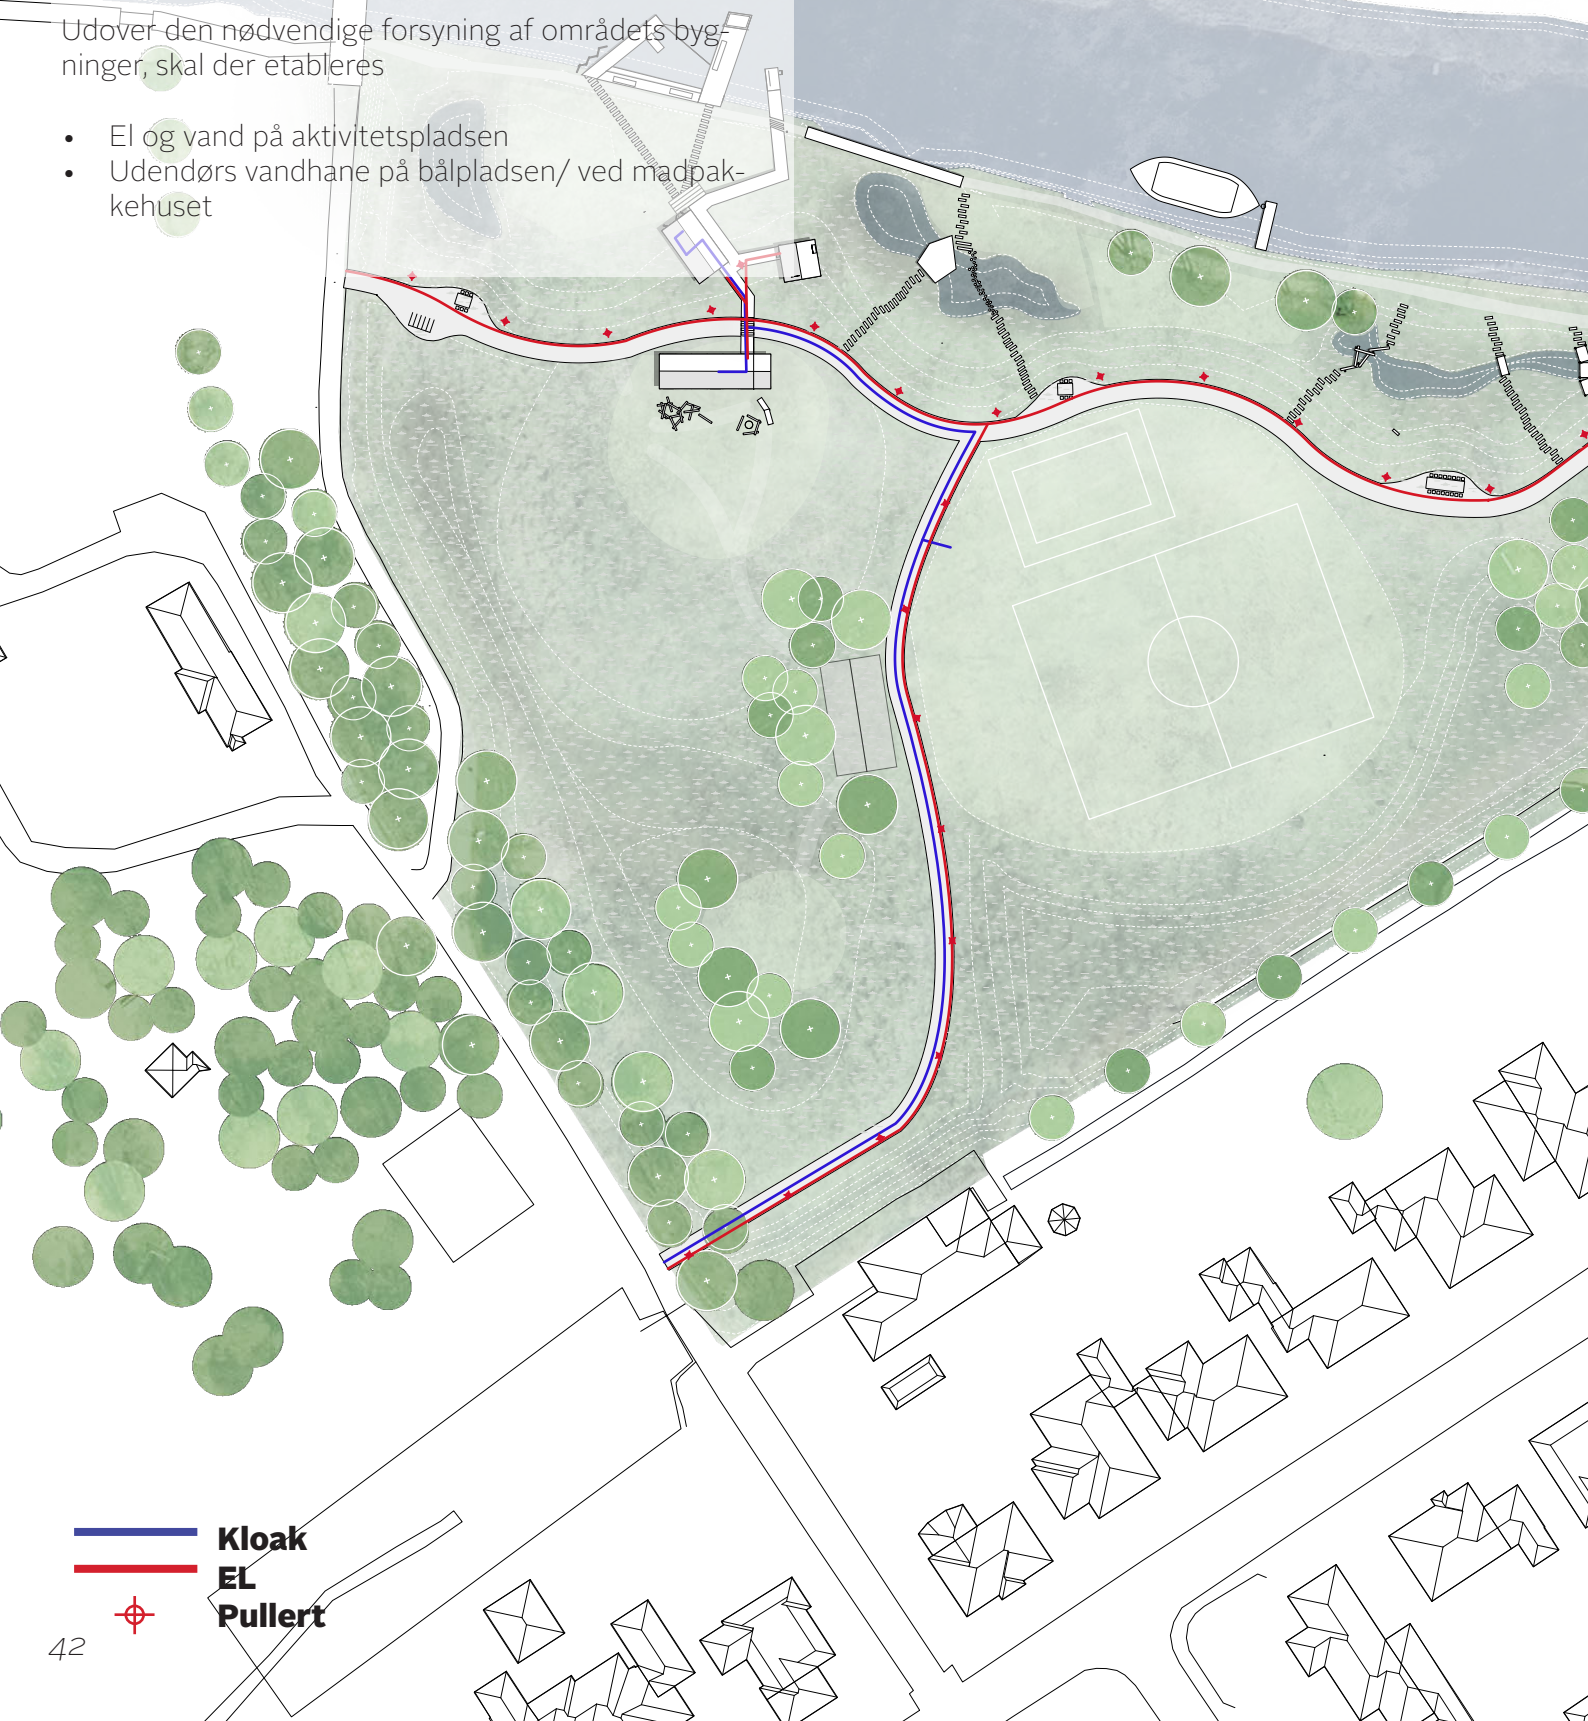 Udover den nødvendige forsyning af områdets byg-
ninger, skal der etableres
• El og vand på aktivitetspladsen
• Udendørs vandhane på bålpladsen/ ved madpak-
kehuset
Kloak
EL
Pullert
42